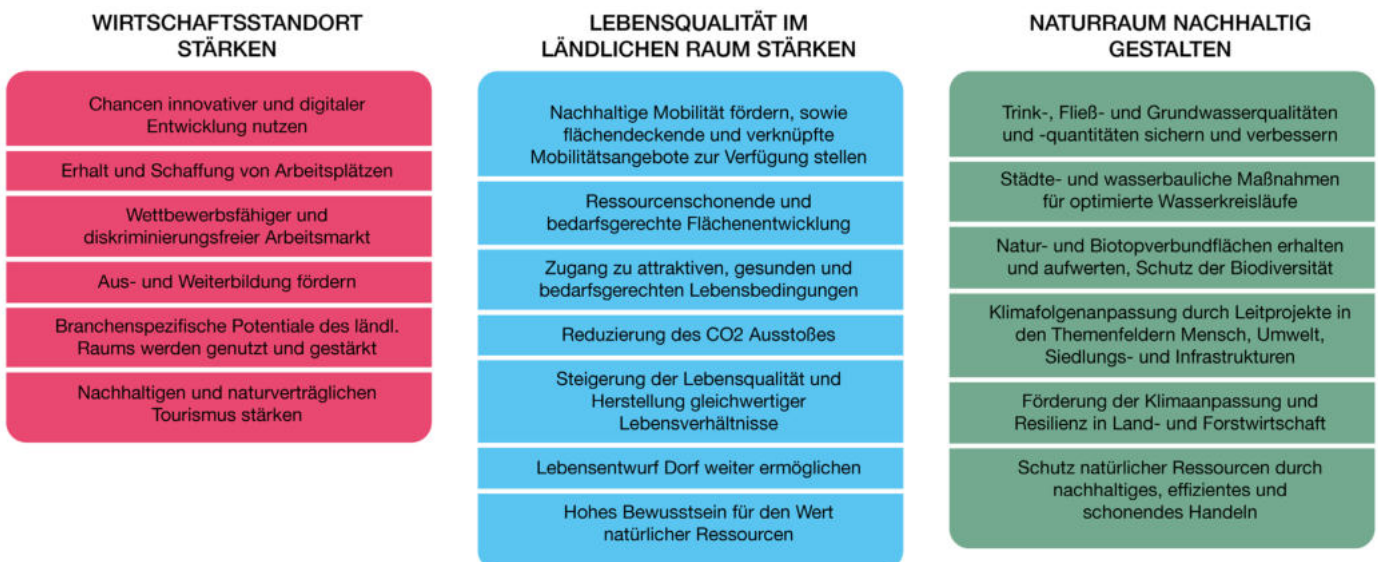 WIRTSCHAFTSSTANDORT
STÄRKEN
Chancen innovativer und digitaler
Entwicklung nutzen
Erhalt und Schaffung von Arbeitsplätzen
Wettbewerbsfähiger und
diskriminierungsfreier Arbeitsmarkt
Aus- und Weiterbildung fördern
Branchenspezifische Potentiale des ländl.
Raums werden genutzt und gestärkt
Nachhaltigen und naturverträglichen
Tourismus stärken
LEBENSQUALITÄT IM
LÄNDLICHEN RAUM STÄRKEN
Nachhaltige Mobilität fördern, sowie
flächendeckende und verknüpfte
Mobilitätsangebote zur Verfügung stellen
Ressourcenschonende und
bedarfsgerechte Flächenentwicklung
Zugang zu attraktiven, gesunden und
bedarfsgerechten Lebensbedingungen
Reduzierung des CO2 Ausstoßes
Steigerung der Lebensqualität und
Herstellung gleichwertiger
Lebensverhältnisse
Lebensentwurf Dorf weiter ermöglichen
Hohes Bewusstsein für den Wert
natürlicher Ressourcen
NATURRAUM NACHHALTIG
GESTALTEN
Trink-, Fließ- und Grundwasserqualitäten
und -quantitäten sichern und verbessern
Städte- und wasserbauliche Maßnahmen
für optimierte Wasserkreisläufe
Natur- und Biotopverbundflächen erhalten
und aufwerten, Schutz der Biodiversität
Klimafolgenanpassung durch Leitprojekte in
den Themenfeldern Mensch, Umwelt,
Siedlungs- und Infrastrukturen
Förderung der Klimaanpassung und
Resilienz in Land- und Forstwirtschaft
Schutz natürlicher Ressourcen durch
nachhaltiges, effizientes und
schonendes Handeln